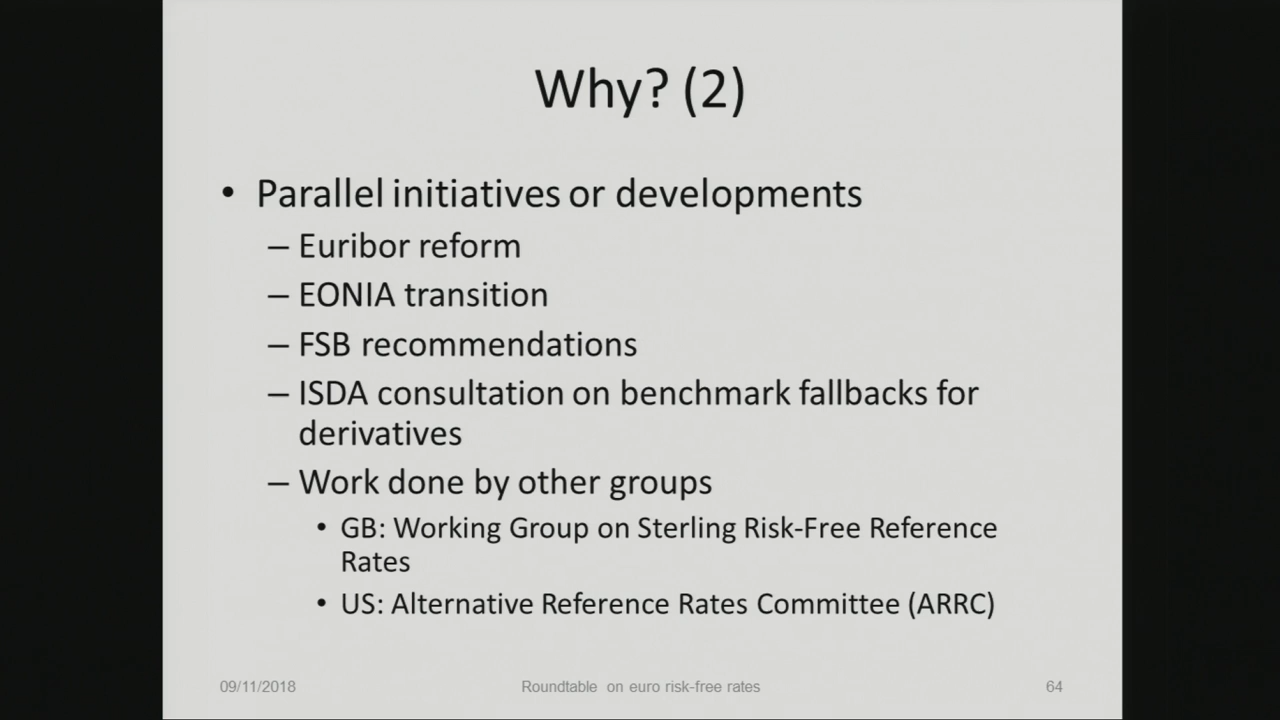 Why? (2)
• Parallel initiatives or developments
– Euribor reform
– EONIA transition
– FSB recommendations
– ISDA consultation on benchmark fallbacks for
derivatives
– Work done by other groups
• GB: Working Group on Sterling Risk-Free Reference
Rates
• US: Alternative Reference Rates Committee (ARRC)
09/11/2018
Roundtable on euro risk-free rates
64